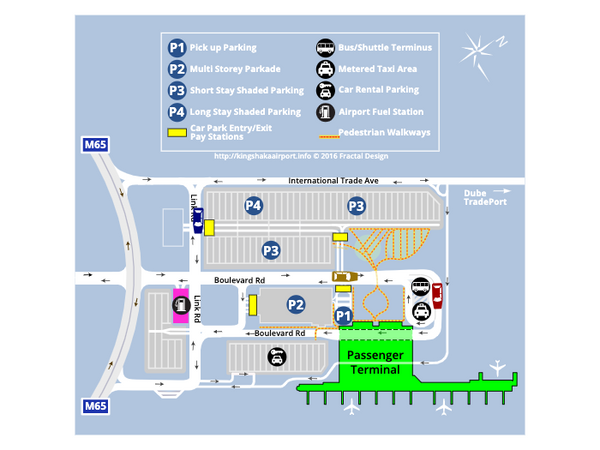 P1 Pick up Parking
P2 Multi Storey Parkade
P3 Short Stay Shaded Parking
P4 Long Stay Shaded Parking
Car Park Entry/Exit
Pay Stations
Bus/Shuttle Terminus
Metered Taxi Area
Car Rental Parking
Airport Fuel Station
Pedestrian Walkways
N
http://kingshakaairport.info © 2016 Fractal Design
M65
International Trade Ave
Dube
TradePort
Link Rd
P4
P3
P3
Boulevard Rd
Link Rd
P2
P1
Boulevard Rd
Passenger
Terminal
M65